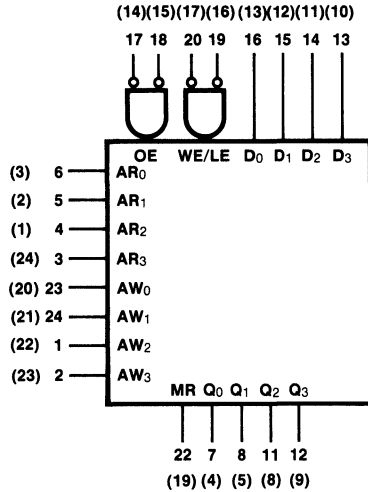 (14)(15) (17)(16) (13)(12)(11)(10)
17 18 20 19 16 15 14 13
OE WE/LE D0 D1 D2 D3
(3) 6 AR0
(2) 5 AR1
(1) 4 AR2
(24) 3 AR3
(20) 23 AW0
(21) 24 AW1
(22) 1 AW2
(23) 2 AW3
MR Q0 Q1 Q2 Q3
22 7 8 11 12
(19) (4) (5) (8) (9)